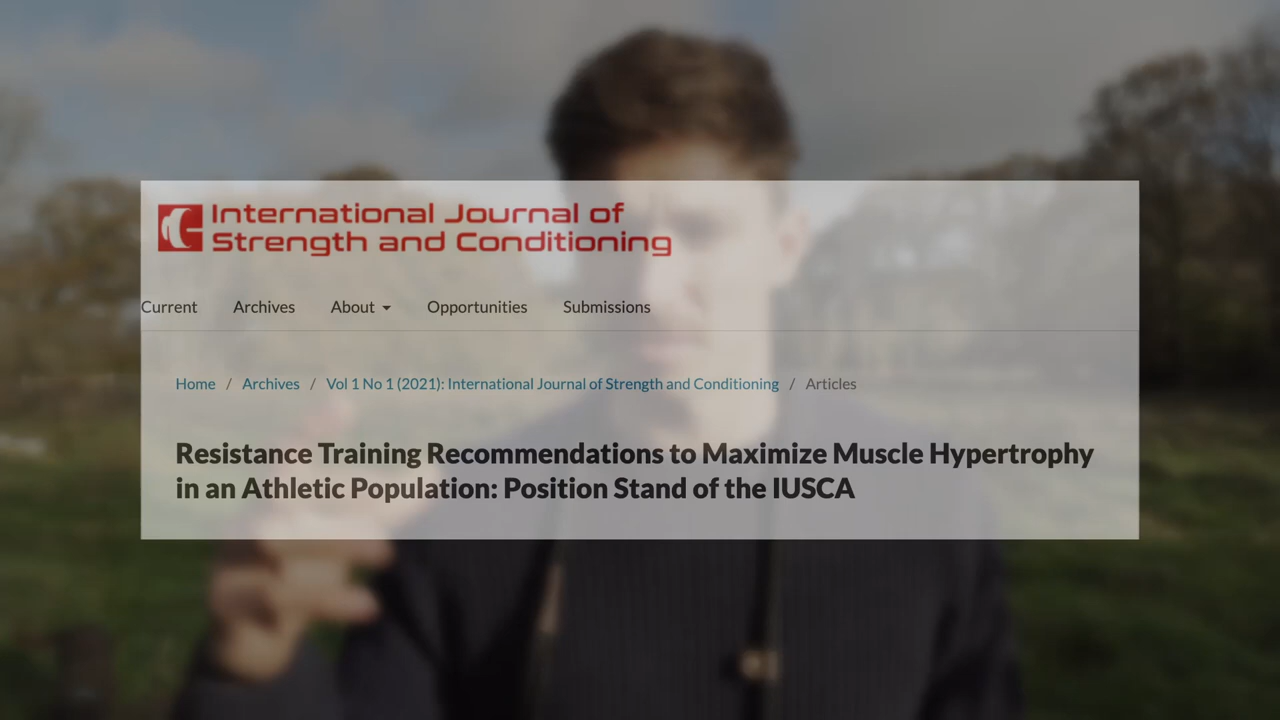 International Journal of
Strength and Conditioning
Current Archives About Opportunities Submissions
Home / Archives / Vol 1 No 1 (2021): International Journal of Strength and Conditioning / Articles
Resistance Training Recommendations to Maximize Muscle Hypertrophy
in an Athletic Population: Position Stand of the IUSCA